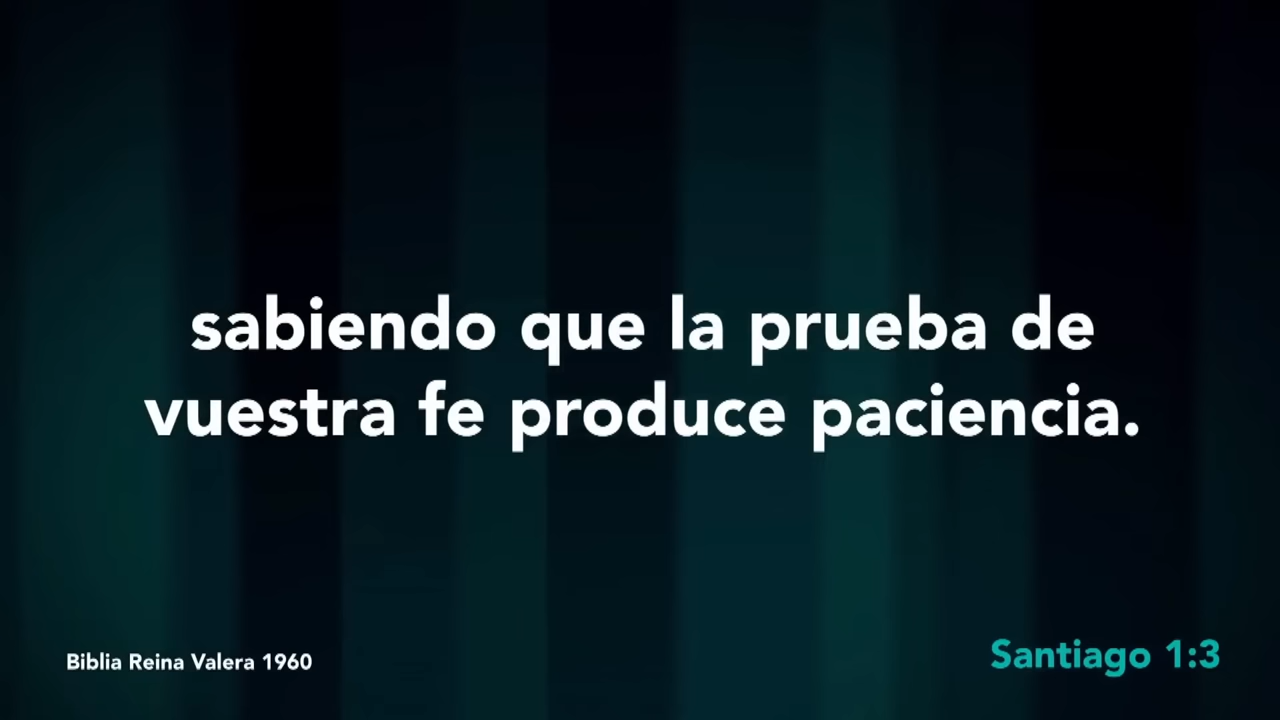 sabiendo que la prueba de
vuestra fe produce paciencia.
Biblia Reina Valera 1960
Santiago 1:3